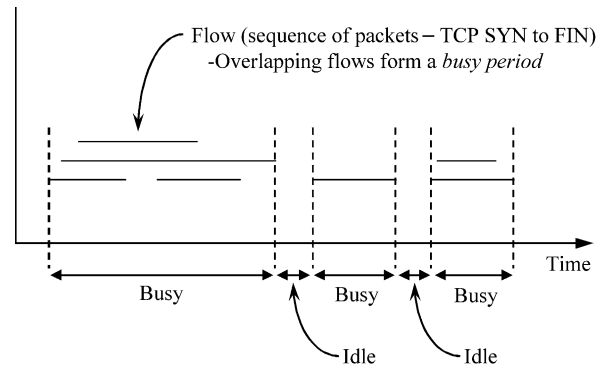 Flow (sequence of packets – TCP SYN to FIN)
-Overlapping flows form a busy period
Time
Busy
Busy
Busy
Idle
Idle